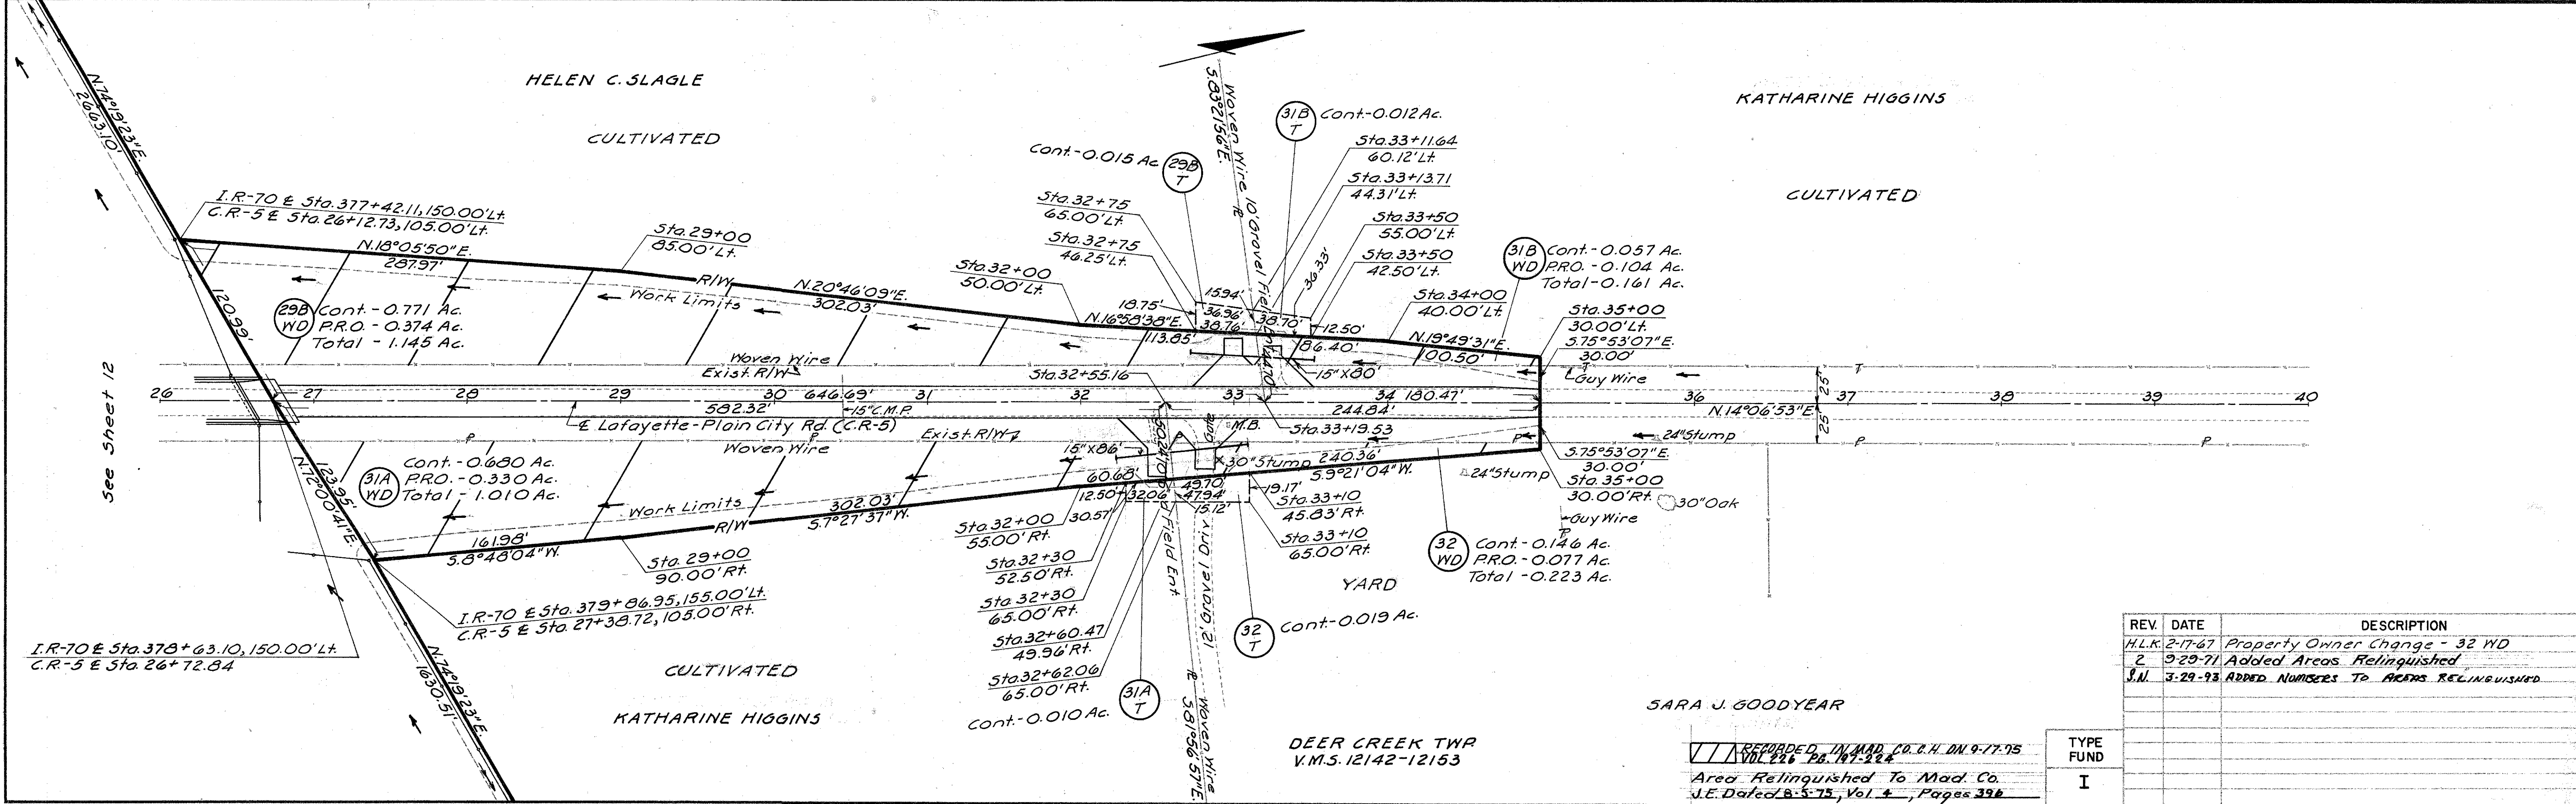 HELEN C. SLAGLE
CULTIVATED
KATHARINE HIGGINS
CULTIVATED
N.74°19'23"E.
2663.10'
See Sheet 12
I.R-70 ℄ Sta.377+42.11,150.00'Lt.
C.R-5 ℄ Sta.26+12.73,105.00'Lt.
N.18°05'50"E.
287.97'
Sta.29+00
85.00'Lt.
R/W
Work Limits
N.20°46'09"E.
302.03'
Sta.32+00
50.00'Lt.
Cont.-0.015 Ac.
29B
T
Sta.32+75
65.00'Lt.
Sta.32+75
46.25'Lt.
Woven Wire
S.83°21'56"E.
10' Gravel Field Ent.
31B
T
Cont.-0.012 Ac.
Sta.33+11.64
60.12'Lt.
Sta.33+13.71
44.31'Lt.
Sta.33+50
55.00'Lt.
Sta.33+50
42.50'Lt.
36.33'
31B
WD
Cont.-0.057 Ac.
P.R.O.-0.104 Ac.
Total-0.161 Ac.
Sta.34+00
40.00'Lt.
Sta.35+00
30.00'Lt.
S.75°53'07"E.
30.00'
18.75'
15.94'
36.96'
38.76'
38.70'
12.50'
N.16°58'38"E.
113.85'
86.40'
N.19°49'31"E.
100.50'
120.99'
29B
WD
Cont.-0.771 Ac.
P.R.O.-0.374 Ac.
Total-1.145 Ac.
Woven Wire
Exist R/W
Sta.32+55.16
15"X80'
Guy Wire
T
26 27 28 29 30 646.69' 31 32 33 34 180.47' 36 37 38 39 40
582.32'
15"C.M.P.
244.84'
N.14°06'53"E.
25'
25'
℄ Lafayette-Plain City Rd.(C.R-5)
Exist.R/W
Woven Wire
Sta.33+19.53
M.B.
Gate
24"Stump
P
15"X86'
30"Stump
240.36'
S.9°21'04"W.
24"Stump
S.75°53'07"E.
30.00'
Sta.35+00
30.00'Rt.
30"Oak
Guy Wire
N.72°00'41"E.
123.95'
31A
WD
Cont.-0.680 Ac.
P.R.O.-0.330 Ac.
Total-1.010 Ac.
Work Limits
302.03'
S.7°27'37"W.
R/W
161.98'
S.8°48'04"W.
Sta.29+00
90.00'Rt.
60.68'
12.50'
32.06'
30.57'
49.70'
47.94'
15.12'
19.17'
Sta.33+10
45.83'Rt.
Sta.33+10
65.00'Rt.
Sta.32+00
55.00'Rt.
Sta.32+30
52.50'Rt.
Sta.32+30
65.00'Rt.
Sta.32+60.47
49.96'Rt.
Sta.32+62.06
65.00'Rt.
Field Ent.
12' Gravel Drive
Woven Wire
S.81°56'57"E.
YARD
32
WD
Cont.-0.146 Ac.
P.R.O.-0.077 Ac.
Total-0.223 Ac.
32
T
Cont.-0.019 Ac.
31A
T
Cont.-0.010 Ac.
I.R-70 ℄ Sta.379+86.95,155.00'Lt.
C.R-5 ℄ Sta.27+38.72,105.00'Rt.
I.R-70 ℄ Sta.378+63.10,150.00'Lt.
C.R-5 ℄ Sta.26+72.84
N.74°19'23"E.
1630.51'
CULTIVATED
KATHARINE HIGGINS
DEER CREEK TWP.
V.M.S. 12142-12153
SARA J. GOODYEAR
RECORDED IN MAD. CO. C.H. ON 9-17-75
VOL 226 PG. 197-224
Area Relinquished To Mad. Co.
J.E. Dated 8-5-75, Vol 4, Pages 396
TYPE
FUND
I
REV. DATE DESCRIPTION
H.L.K. 2-17-67 Property Owner Change - 32 WD
2 9-29-71 Added Areas Relinquished
S.N. 3-29-93 ADDED NUMBERS TO AREAS RELINQUISHED